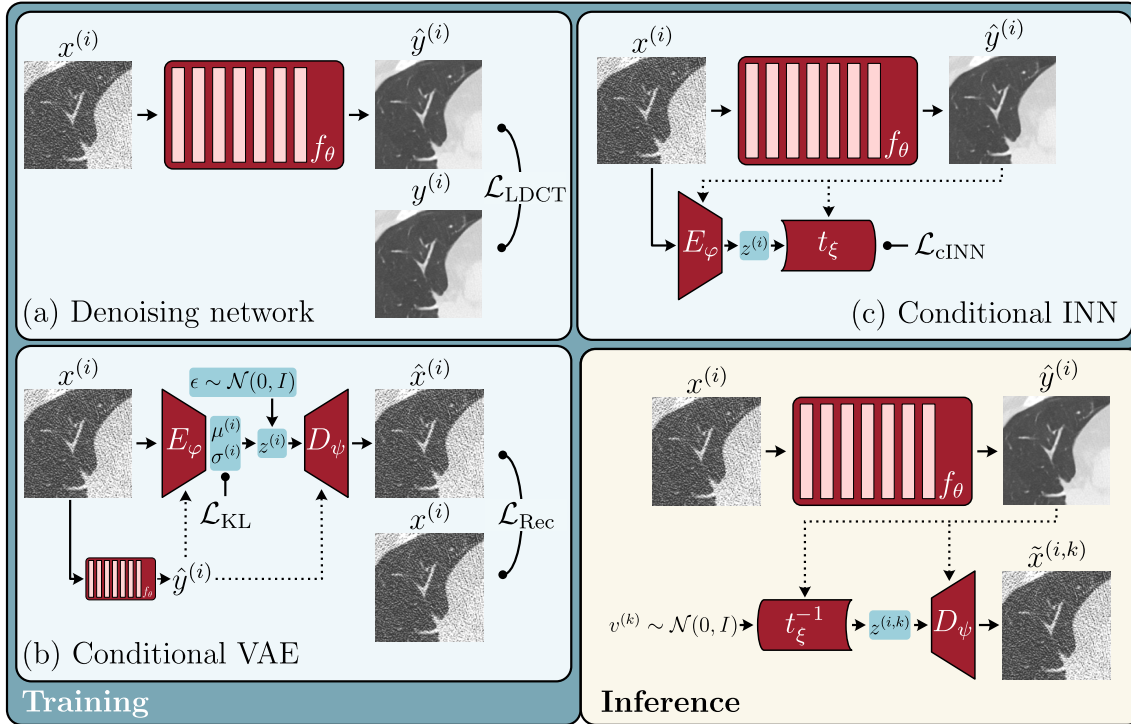 x^{(i)}
ŷ^{(i)}
f_θ
y^{(i)}
ℒ_LDCT
(a) Denoising network
x^{(i)}
ŷ^{(i)}
f_θ
E_φ
z^{(i)}
t_ξ
ℒ_cINN
(c) Conditional INN
x^{(i)}
ϵ ∼ 𝒩(0, I)
x̂^{(i)}
E_φ
μ^{(i)}
σ^{(i)}
z^{(i)}
D_ψ
ℒ_KL
x^{(i)}
ℒ_Rec
f_θ
ŷ^{(i)}
(b) Conditional VAE
Training
x^{(i)}
ŷ^{(i)}
f_θ
x̃^{(i,k)}
v^{(k)} ∼ 𝒩(0, I)
t_ξ^{−1}
z^{(i,k)}
D_ψ
Inference